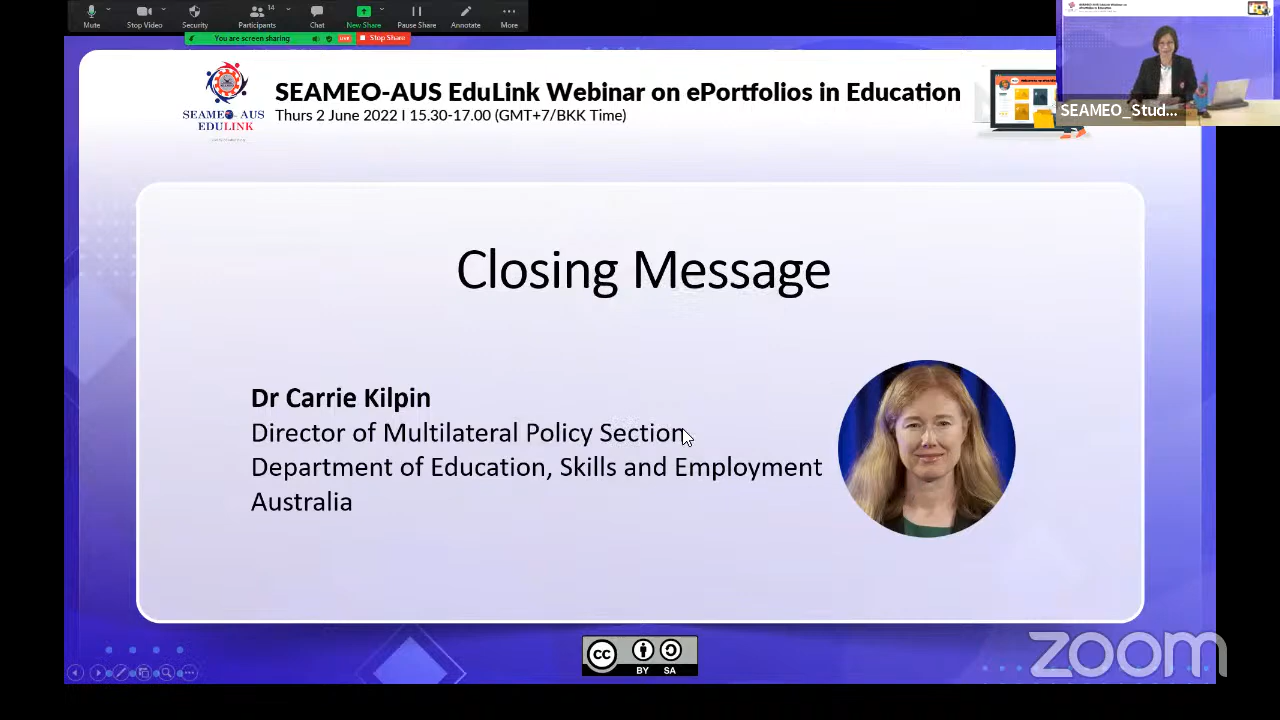 Mute
Stop Video
Security
Participants
14
Chat
New Share
Pause Share
Annotate
More
You are screen sharing
LIVE
Stop Share
SEAMEO-AUS
EDULINK
SEAMEO-AUS EduLink Webinar on ePortfolios in Education
Thurs 2 June 2022 I 15.30-17.00 (GMT+7/BKK Time)
SEAMEO_Stud...
Closing Message
Dr Carrie Kilpin
Director of Multilateral Policy Section
Department of Education, Skills and Employment
Australia
cc
BY SA
zoom